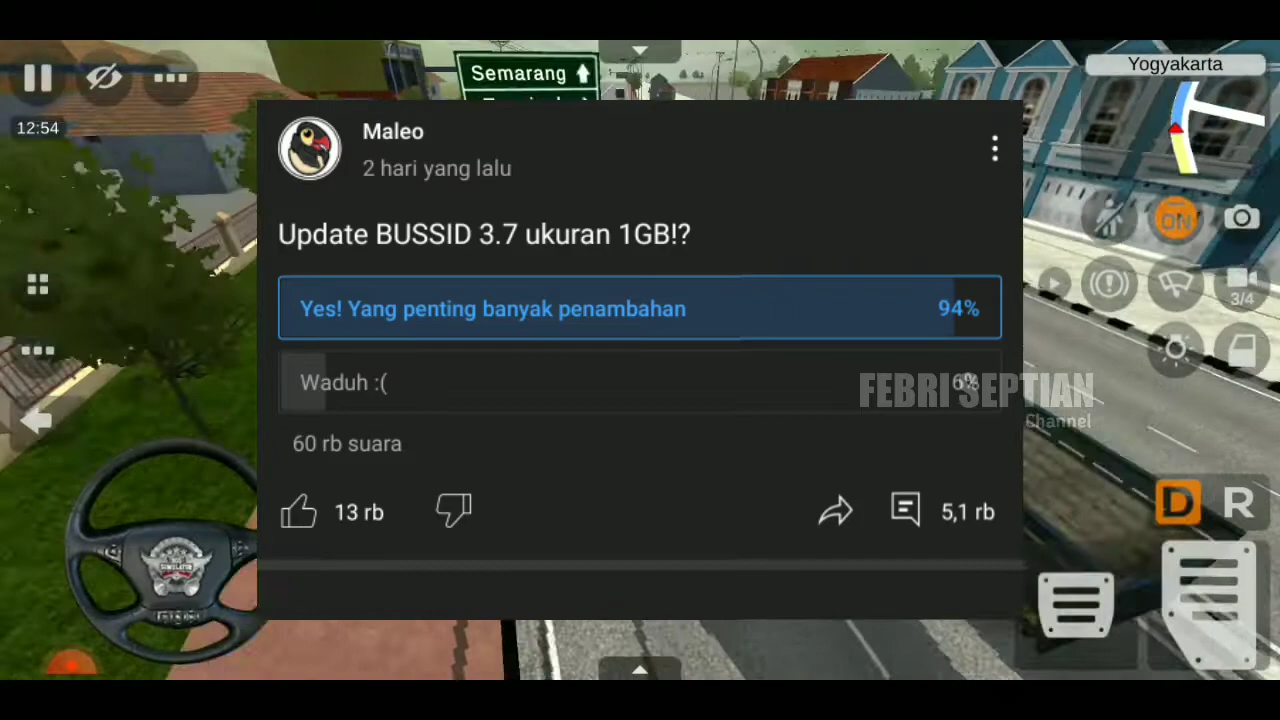 Semarang
Yogyakarta
12:54
Maleo
2 hari yang lalu
Update BUSSID 3.7 ukuran 1GB!?
Yes! Yang penting banyak penambahan 94%
Waduh :( 6%
FEBRI SEPTIAN
Channel
60 rb suara
13 rb
5,1 rb
ON
3/4
D R